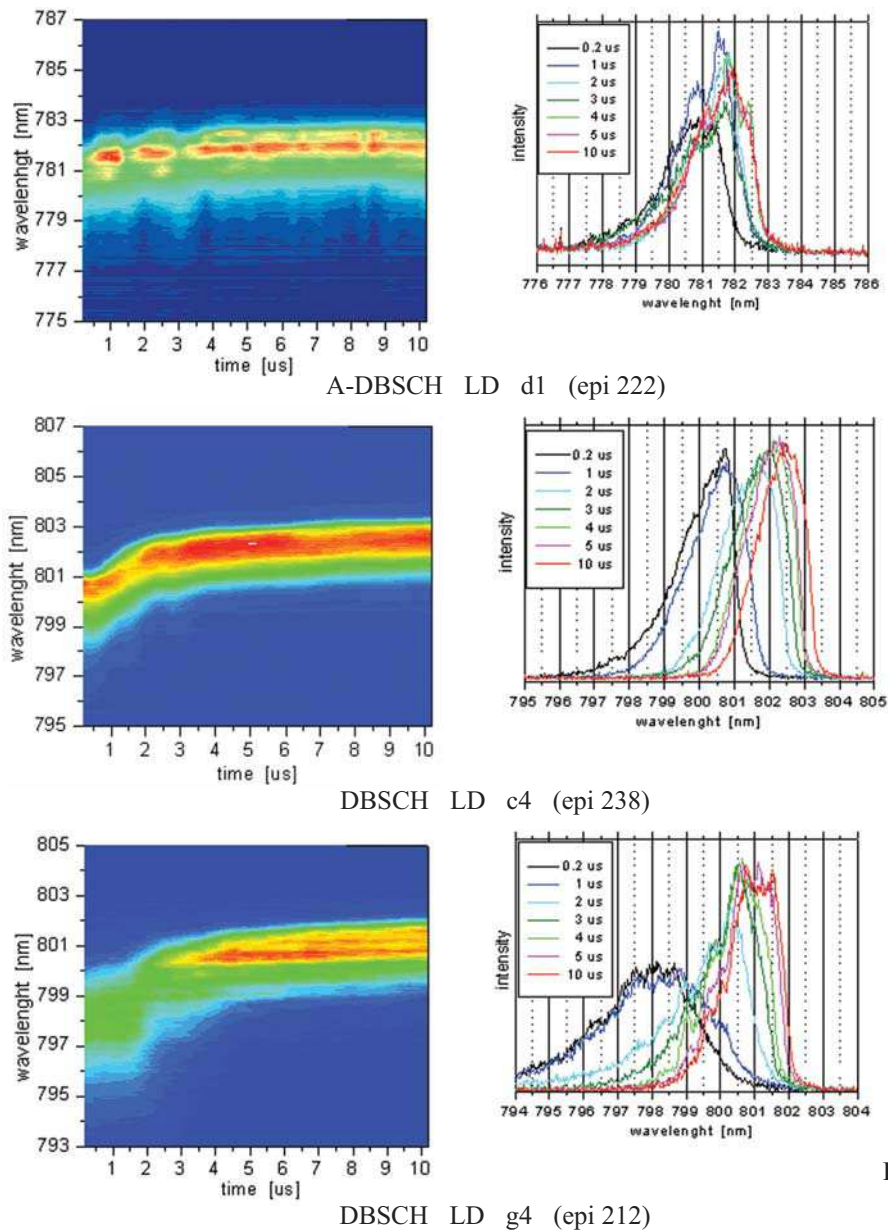 787
785
783
781
779
777
775
wavelenhgt [nm]
1 2 3 4 5 6 7 8 9 10
time [us]
0.2 us
1 us
2 us
3 us
4 us
5 us
10 us
intensity
776 777 778 779 780 781 782 783 784 785 786
wavelenght [nm]
A-DBSCH LD d1 (epi 222)
807
805
803
801
799
797
795
wavelenght [nm]
1 2 3 4 5 6 7 8 9 10
time [us]
0.2 us
1 us
2 us
3 us
4 us
5 us
10 us
intensity
795 796 797 798 799 800 801 802 803 804 805
wavelenght [nm]
DBSCH LD c4 (epi 238)
805
803
801
799
797
795
793
wavelenght [nm]
1 2 3 4 5 6 7 8 9 10
time [us]
0.2 us
1 us
2 us
3 us
4 us
5 us
10 us
intensity
794 795 796 797 798 799 800 801 802 803 804
wavelenght [nm]
DBSCH LD g4 (epi 212)